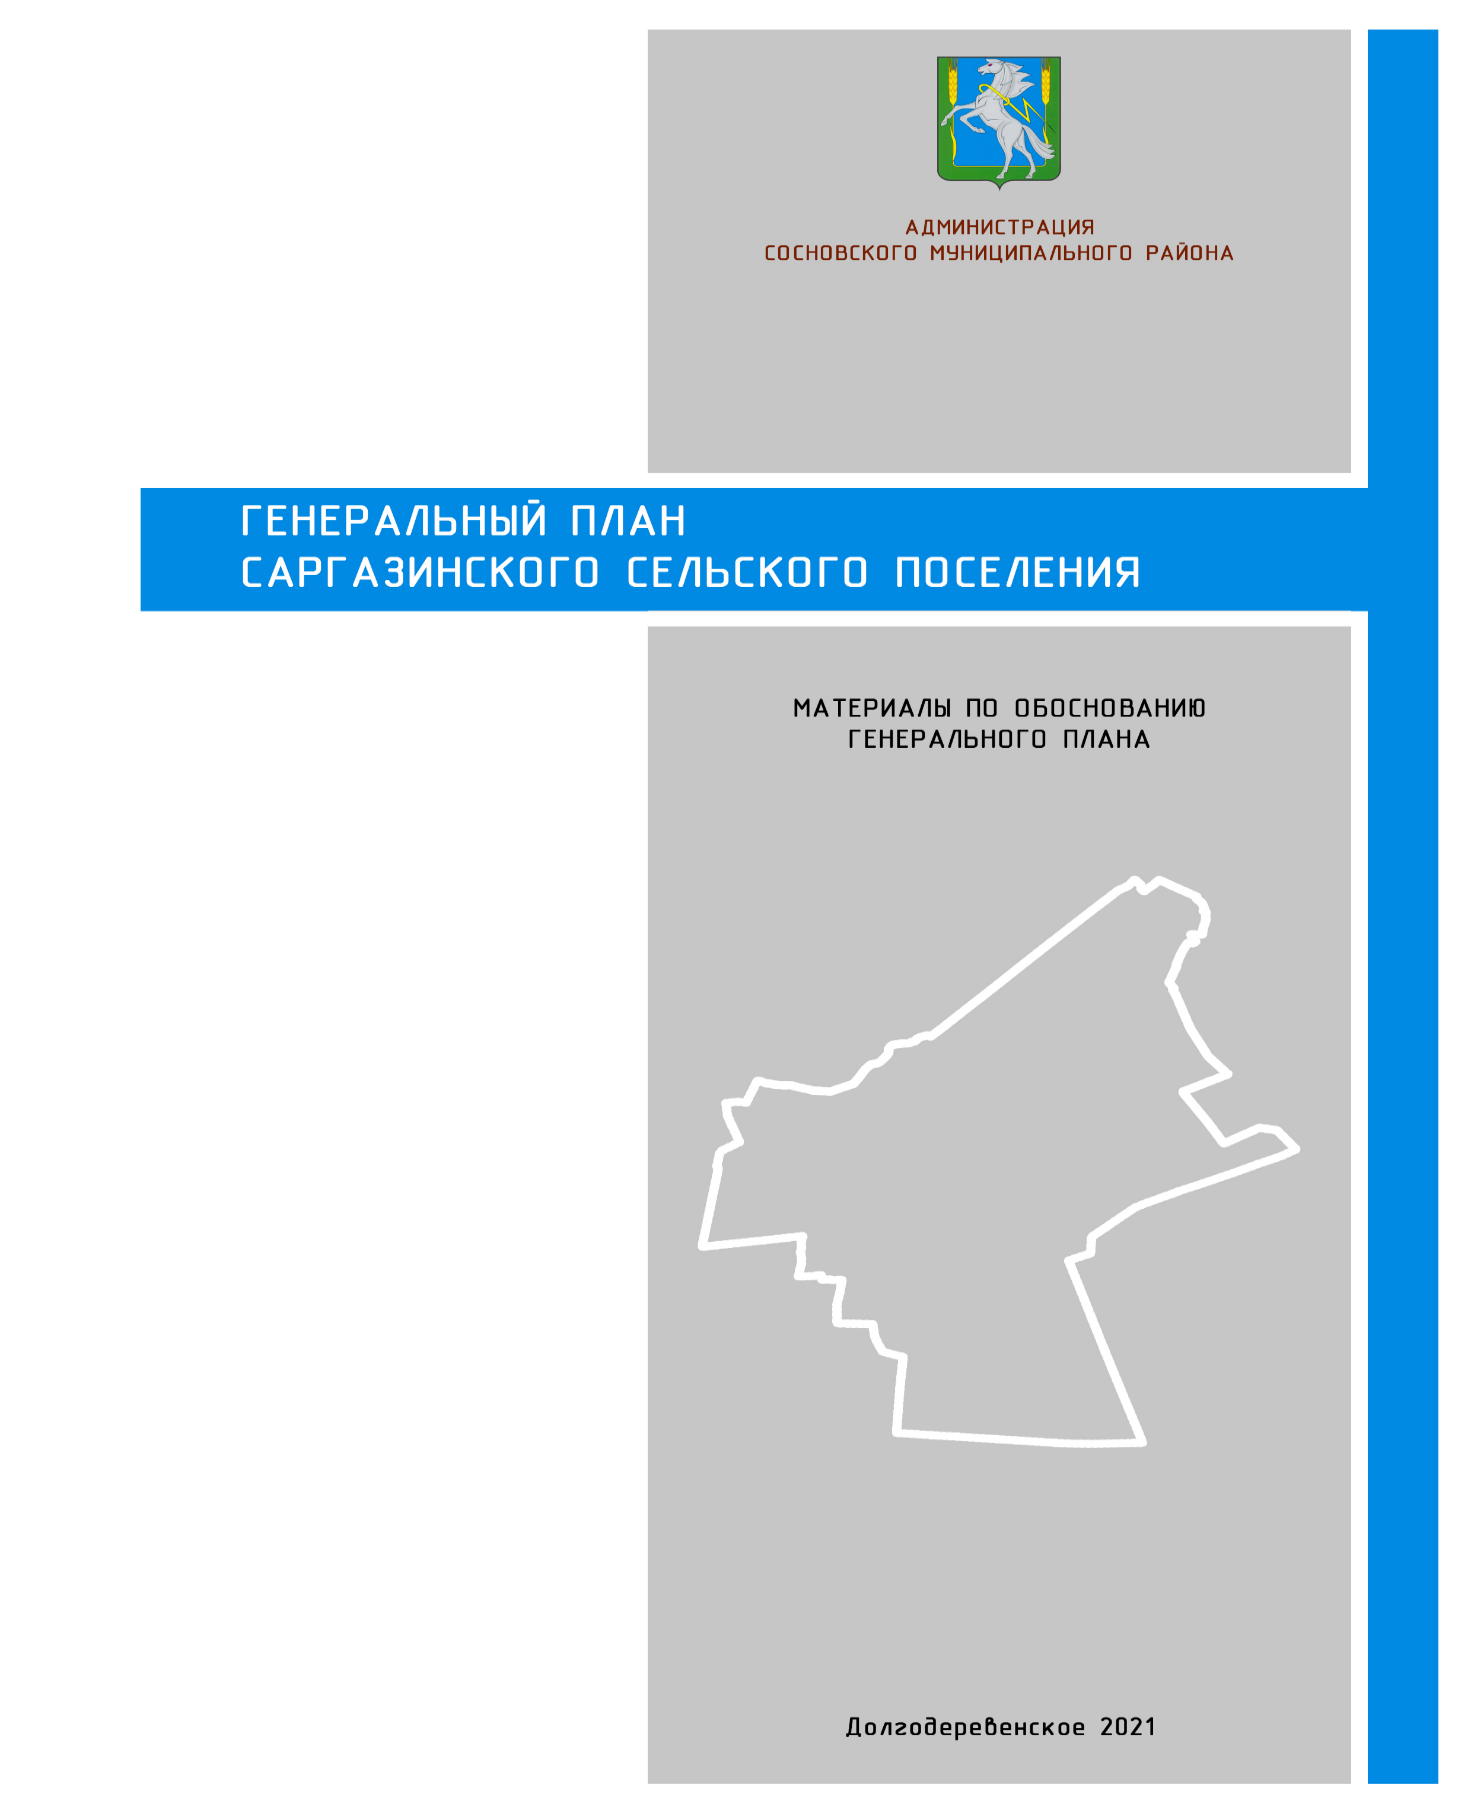 АДМИНИСТРАЦИЯ
СОСНОВСКОГО МУНИЦИПАЛЬНОГО РАЙОНА
ГЕНЕРАЛЬНЫЙ ПЛАН
САРГАЗИНСКОГО СЕЛЬСКОГО ПОСЕЛЕНИЯ
МАТЕРИАЛЫ ПО ОБОСНОВАНИЮ
ГЕНЕРАЛЬНОГО ПЛАНА
Долгодеревенское 2021